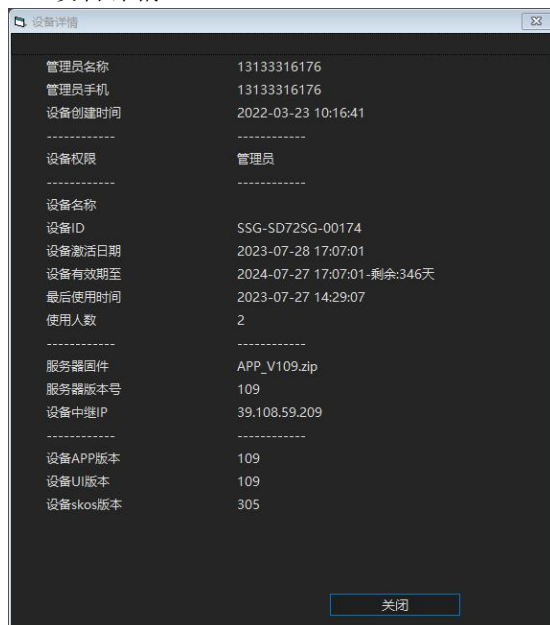 设备详情
管理员名称 13133316176
管理员手机 13133316176
设备创建时间 2022-03-23 10:16:41
------------ ------------
设备权限 管理员
------------ ------------
设备名称
设备ID SSG-SD72SG-00174
设备激活日期 2023-07-28 17:07:01
设备有效期至 2024-07-27 17:07:01-剩余:346天
最后使用时间 2023-07-27 14:29:07
使用人数 2
------------ ------------
服务器固件 APP_V109.zip
服务器版本号 109
设备中继IP 39.108.59.209
------------ ------------
设备APP版本 109
设备UI版本 109
设备skos版本 305
关闭